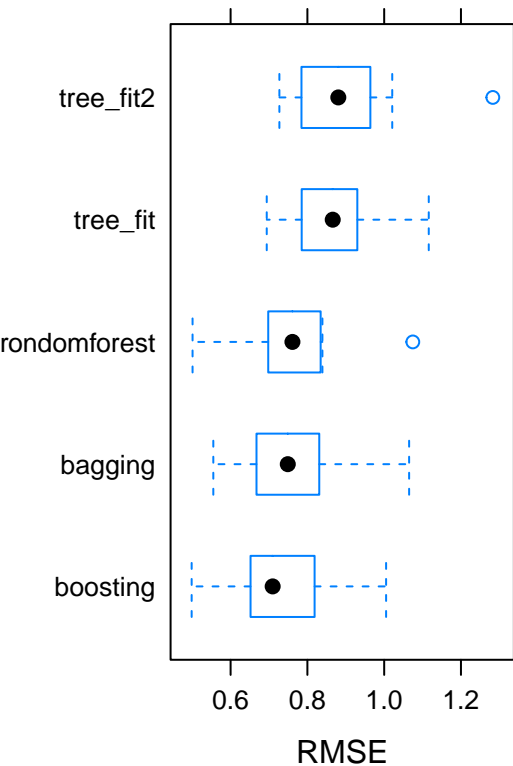 tree_fit2
tree_fit
rondomforest
bagging
boosting
0.6 0.8 1.0 1.2
RMSE